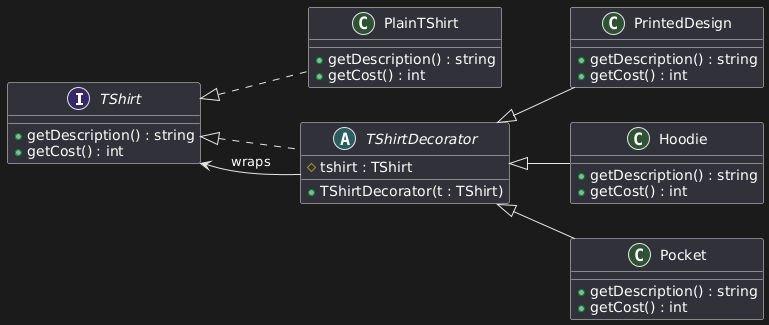 I TShirt
getDescription() : string
getCost() : int
C PlainTShirt
getDescription() : string
getCost() : int
wraps
A TShirtDecorator
tshirt : TShirt
TShirtDecorator(t : TShirt)
C PrintedDesign
getDescription() : string
getCost() : int
C Hoodie
getDescription() : string
getCost() : int
C Pocket
getDescription() : string
getCost() : int